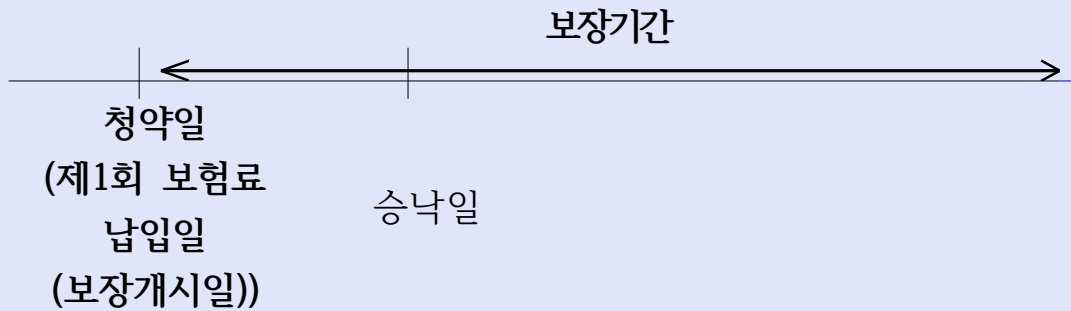 보장기간
청약일
(제1회 보험료
납입일
(보장개시일))
승낙일